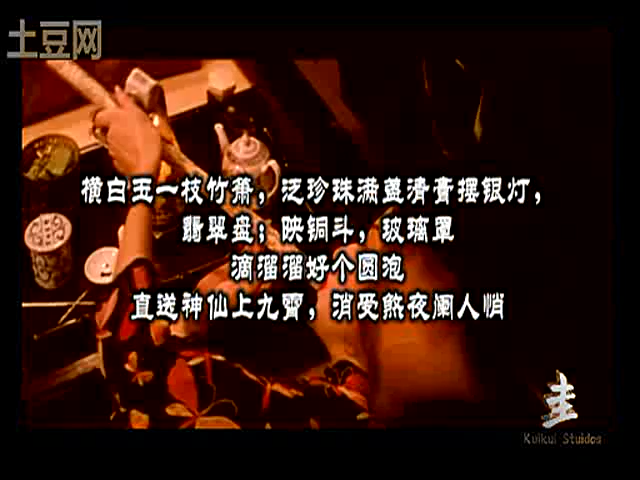 土豆网
横白玉一枝竹萧，泛珍珠满盏清膏摆银灯，
翡翠盘；映铜斗，玻璃罩
滴溜溜好个圆泡
直送神仙上九霄，消受煞夜阑人悄
圭
Kuikui Stuidos